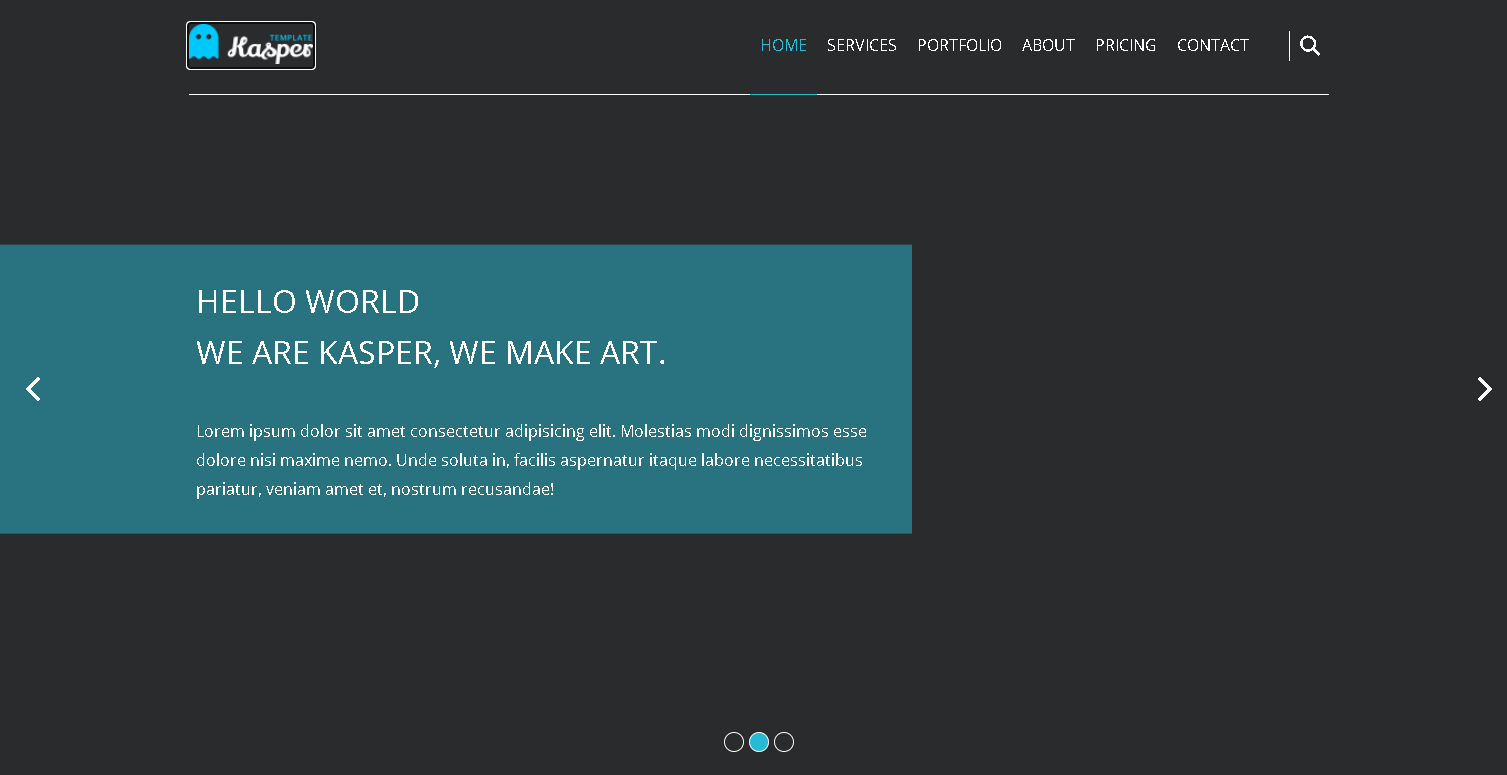 TEMPLATE
Kasper
HOME SERVICES PORTFOLIO ABOUT PRICING CONTACT
HELLO WORLD
WE ARE KASPER, WE MAKE ART.
Lorem ipsum dolor sit amet consectetur adipisicing elit. Molestias modi dignissimos esse
dolore nisi maxime nemo. Unde soluta in, facilis aspernatur itaque labore necessitatibus
pariatur, veniam amet et, nostrum recusandae!